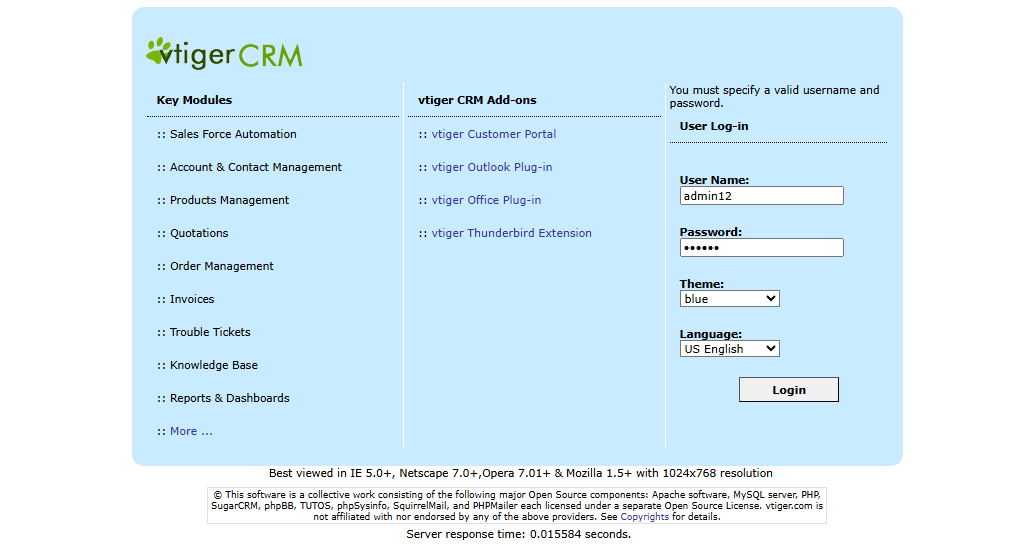 vtiger CRM
Key Modules
:: Sales Force Automation
:: Account & Contact Management
:: Products Management
:: Quotations
:: Order Management
:: Invoices
:: Trouble Tickets
:: Knowledge Base
:: Reports & Dashboards
:: More ...
vtiger CRM Add-ons
:: vtiger Customer Portal
:: vtiger Outlook Plug-in
:: vtiger Office Plug-in
:: vtiger Thunderbird Extension
You must specify a valid username and
password.
User Log-in
User Name:
admin12
Password:
••••••
Theme:
blue
Language:
US English
Login
Best viewed in IE 5.0+, Netscape 7.0+,Opera 7.01+ & Mozilla 1.5+ with 1024x768 resolution
© This software is a collective work consisting of the following major Open Source components: Apache software, MySQL server, PHP,
SugarCRM, phpBB, TUTOS, phpSysinfo, SquirrelMail, and PHPMailer each licensed under a separate Open Source License. vtiger.com is
not affiliated with nor endorsed by any of the above providers. See Copyrights for details.
Server response time: 0.015584 seconds.